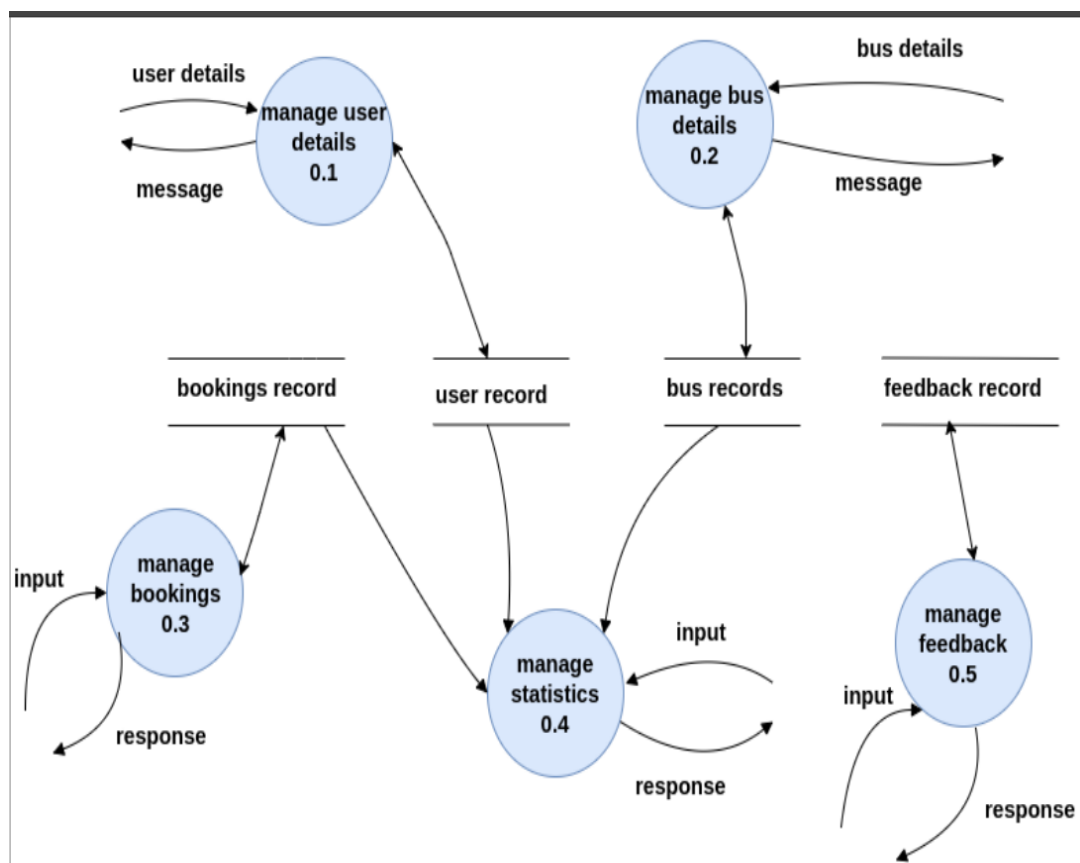 user details
manage user
details
0.1
message
bus details
manage bus
details
0.2
message
bookings record
user record
bus records
feedback record
input
manage
bookings
0.3
response
manage
statistics
0.4
input
response
manage
feedback
0.5
input
response